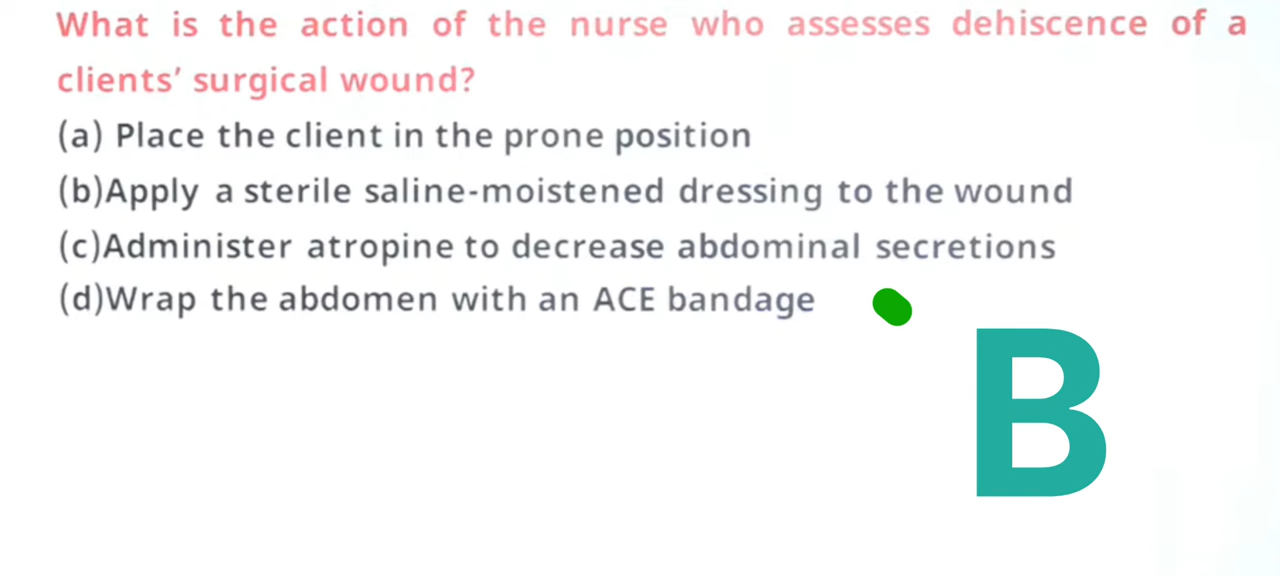 What is the action of the nurse who assesses dehiscence of a
clients’ surgical wound?
(a) Place the client in the prone position
(b)Apply a sterile saline-moistened dressing to the wound
(c)Administer atropine to decrease abdominal secretions
(d)Wrap the abdomen with an ACE bandage
B